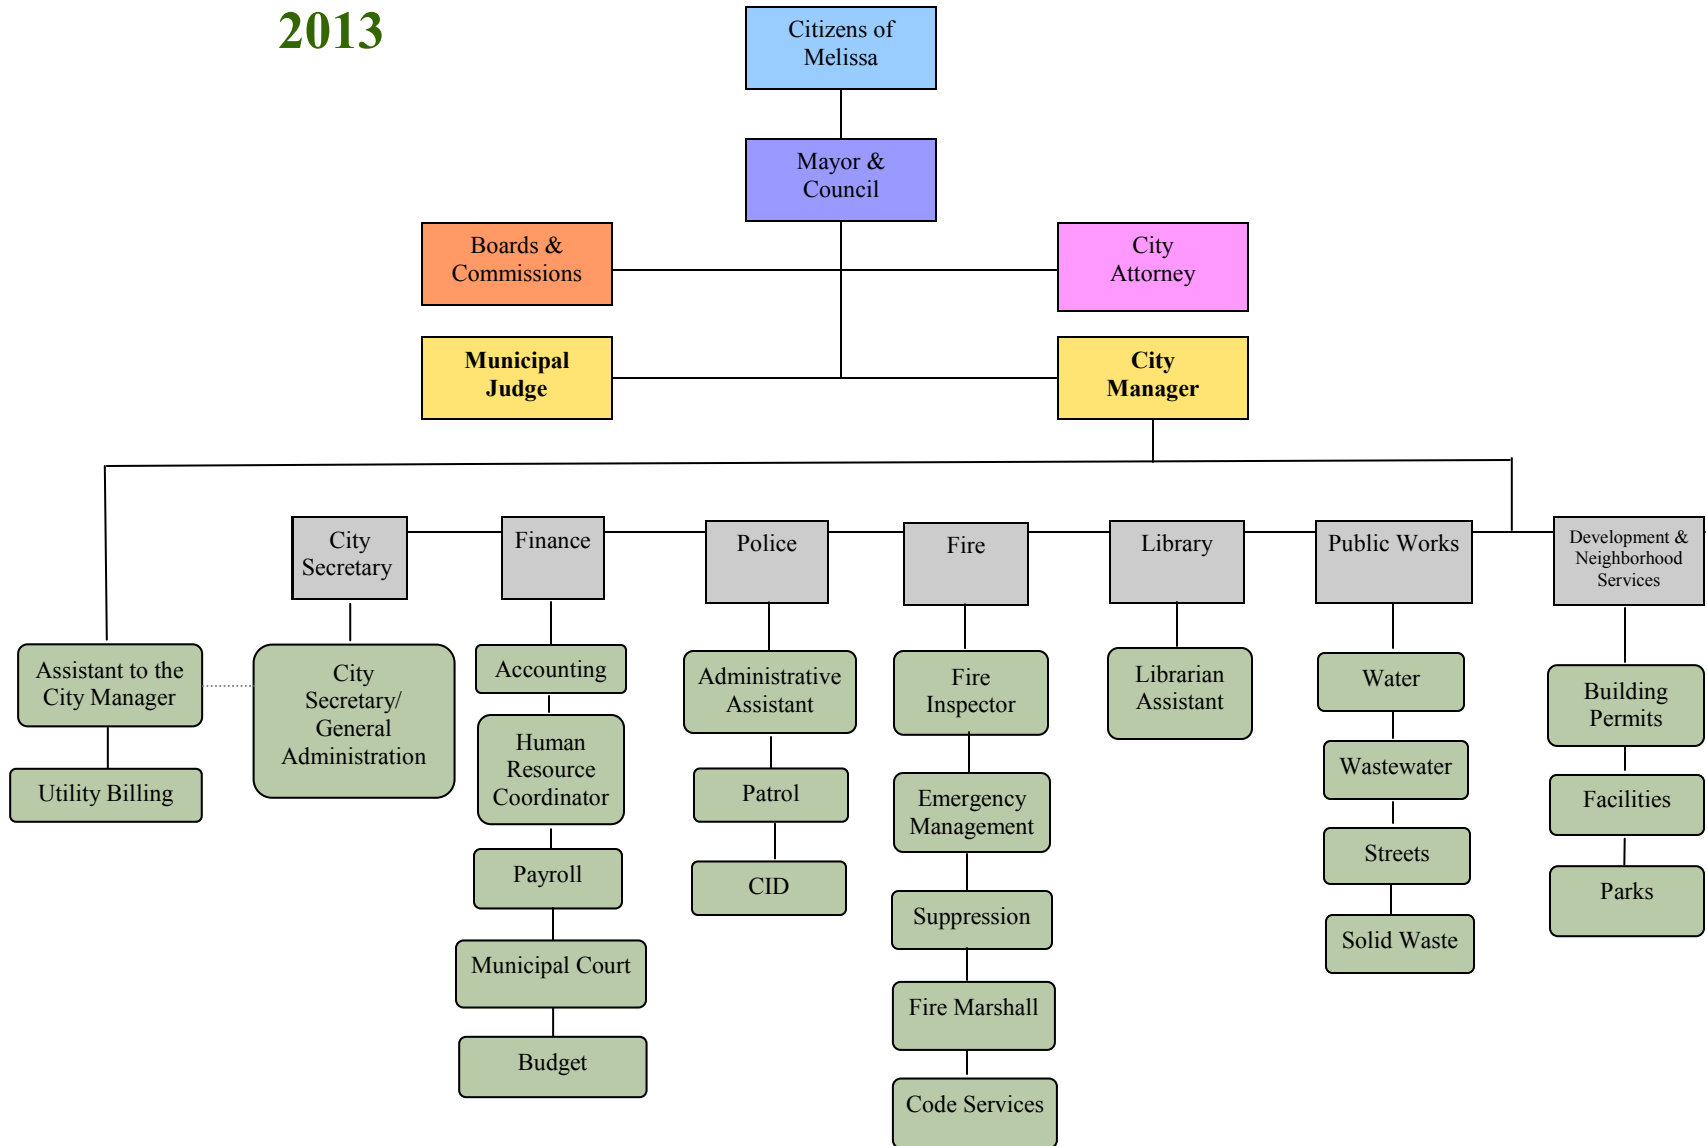 2013
Citizens of
Melissa
Mayor &
Council
Boards &
Commissions
City
Attorney
Municipal
Judge
City
Manager
City
Secretary
Finance
Police
Fire
Library
Public Works
Development &
Neighborhood
Services
Assistant to the
City Manager
Utility Billing
City
Secretary/
General
Administration
Accounting
Human
Resource
Coordinator
Payroll
Municipal Court
Budget
Administrative
Assistant
Patrol
CID
Fire
Inspector
Emergency
Management
Suppression
Fire Marshall
Code Services
Librarian
Assistant
Water
Wastewater
Streets
Solid Waste
Building
Permits
Facilities
Parks